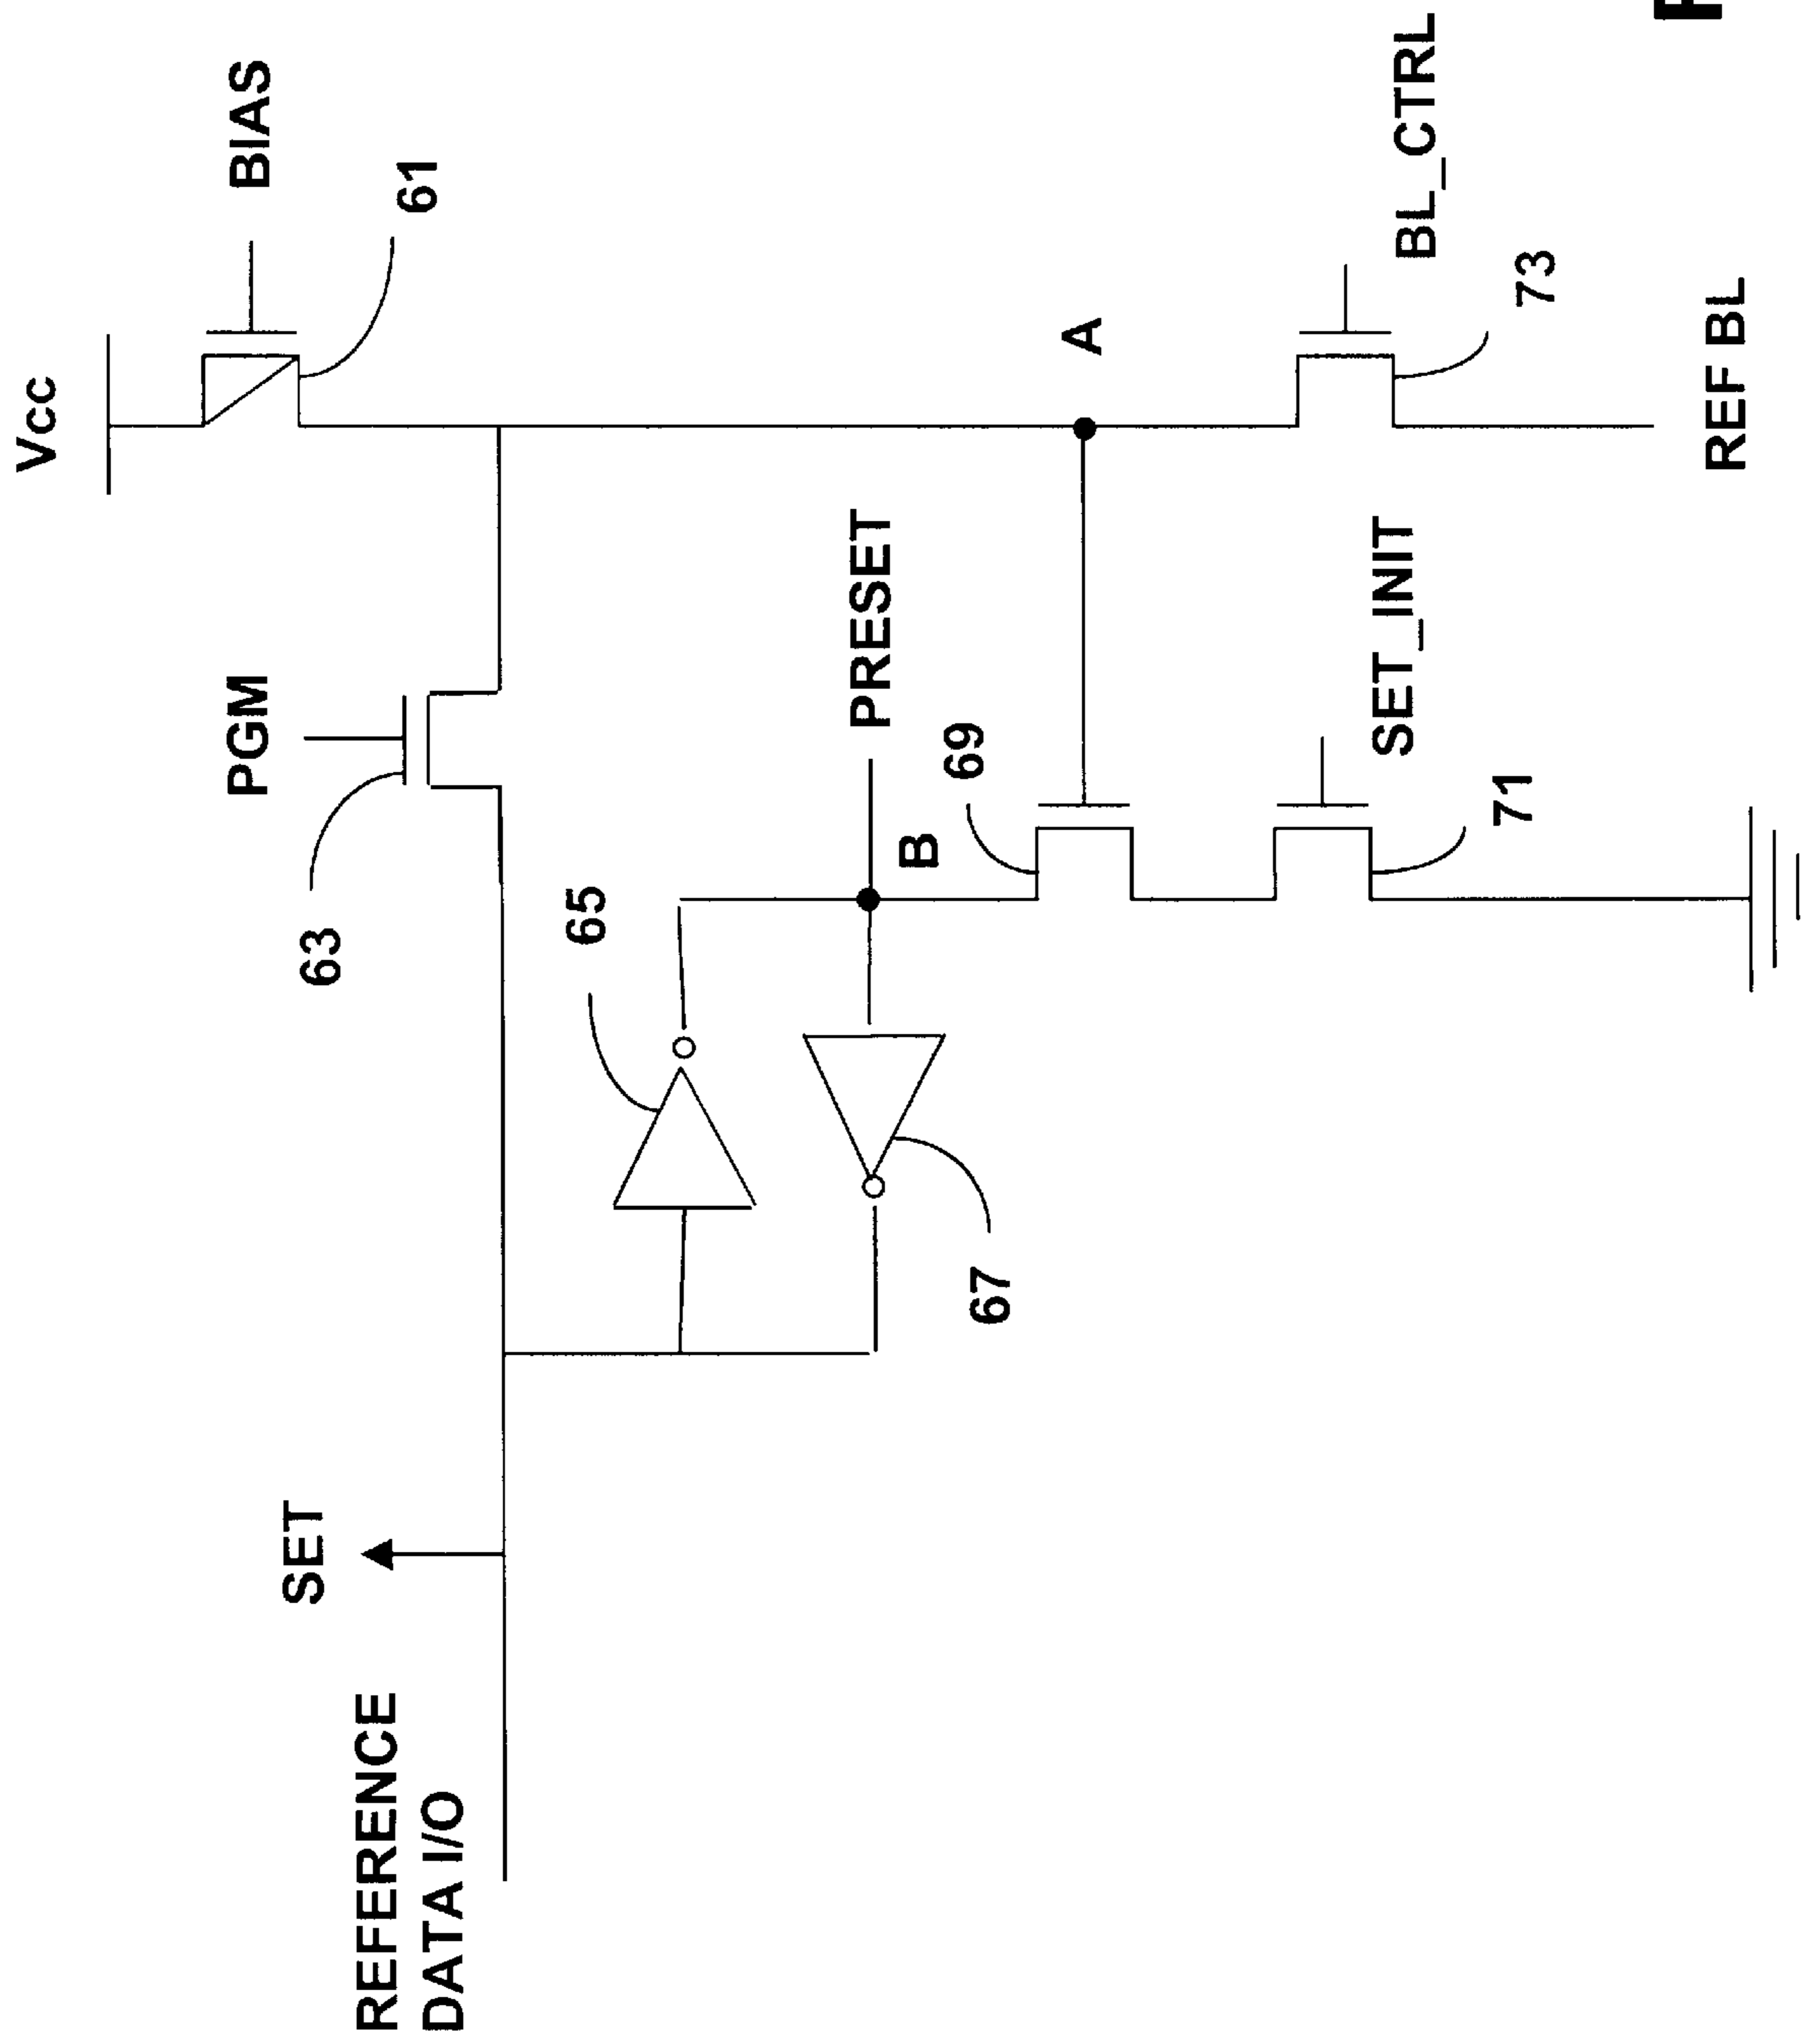 Vcc
BIAS
61
PGM
63
SET
REFERENCE
DATA I/O
65
67
PRESET
B
69
A
SET_INIT
71
BL_CTRL
73
REF BL